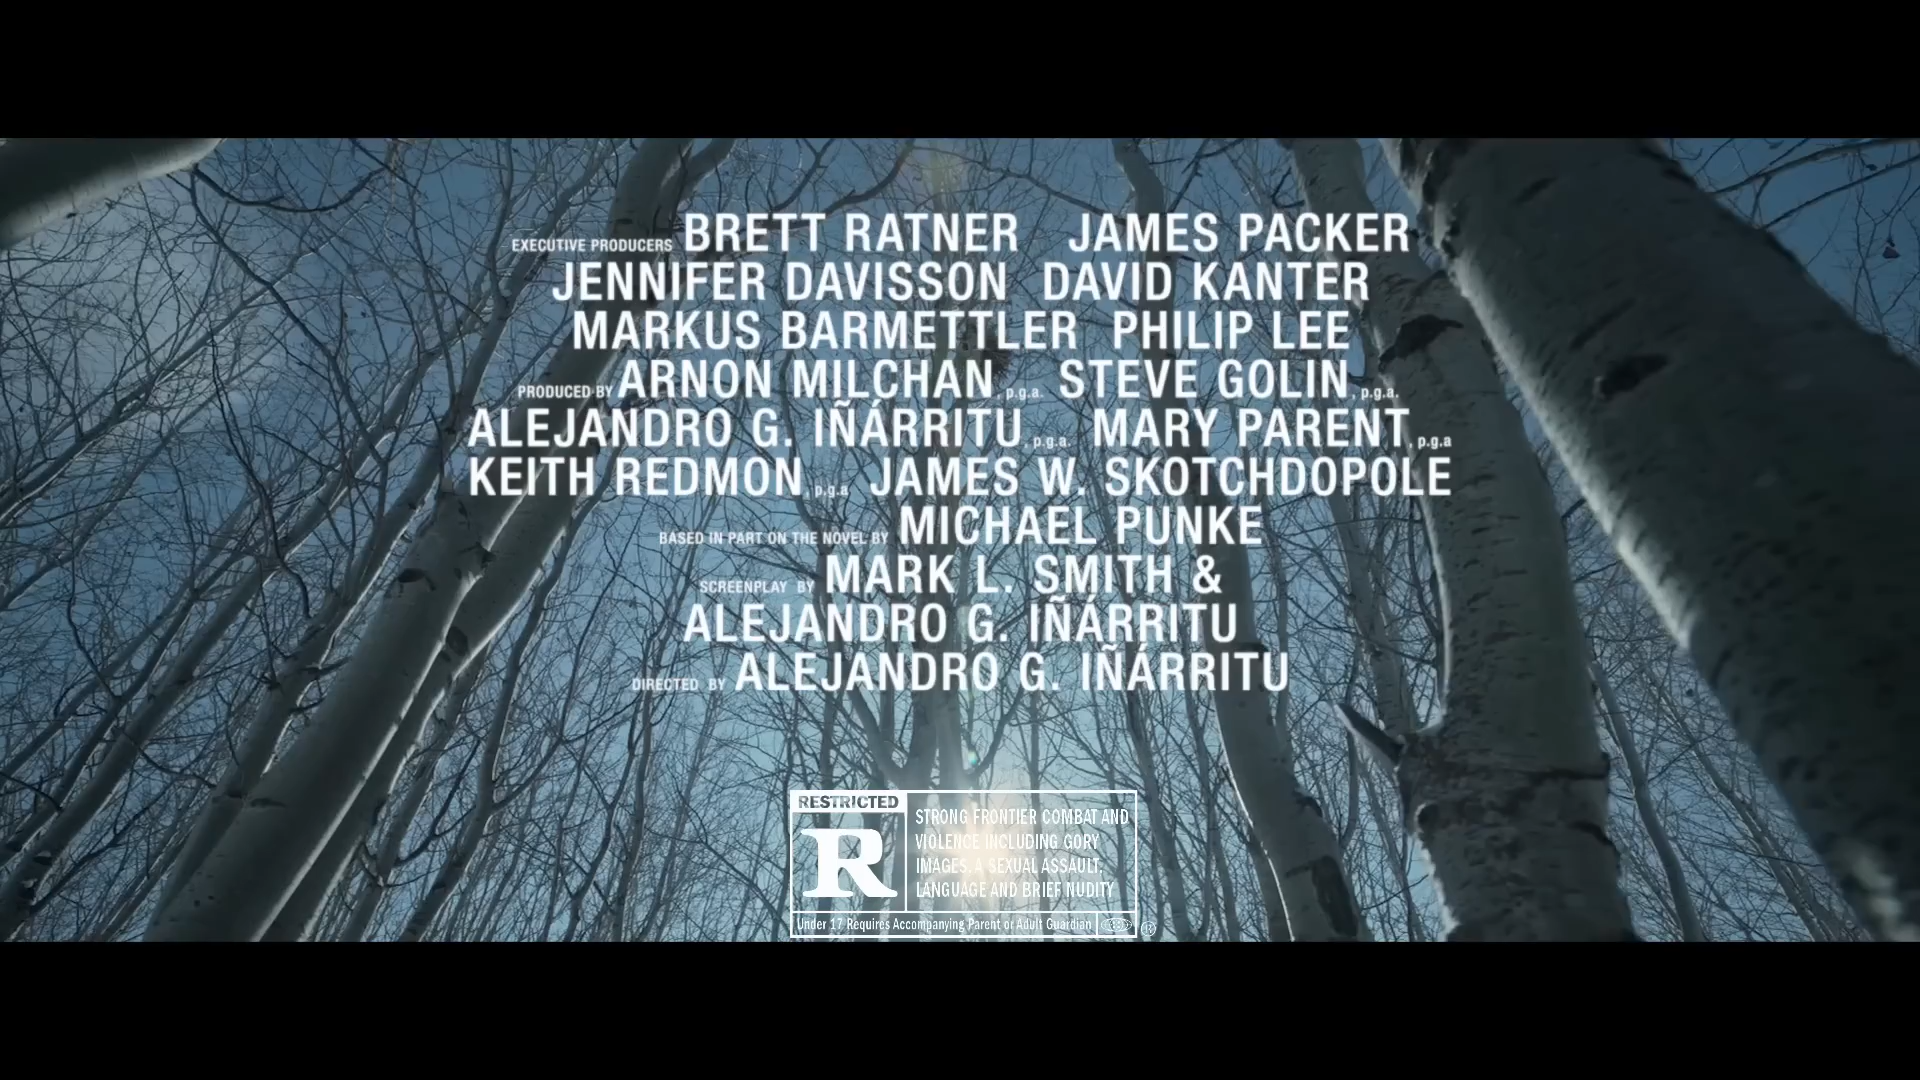 EXECUTIVE PRODUCERS BRETT RATNER JAMES PACKER
JENNIFER DAVISSON DAVID KANTER
MARKUS BARMETTLER PHILIP LEE
PRODUCED BY ARNON MILCHAN, p.g.a. STEVE GOLIN, p.g.a.
ALEJANDRO G. IÑÁRRITU, p.g.a. MARY PARENT, p.g.a
KEITH REDMON, p.g.a JAMES W. SKOTCHDOPOLE
BASED IN PART ON THE NOVEL BY MICHAEL PUNKE
SCREENPLAY BY MARK L. SMITH &
ALEJANDRO G. IÑÁRRITU
DIRECTED BY ALEJANDRO G. IÑÁRRITU
RESTRICTED
R
STRONG FRONTIER COMBAT AND
VIOLENCE INCLUDING GORY
IMAGES, A SEXUAL ASSAULT,
LANGUAGE AND BRIEF NUDITY
Under 17 Requires Accompanying Parent or Adult Guardian
®